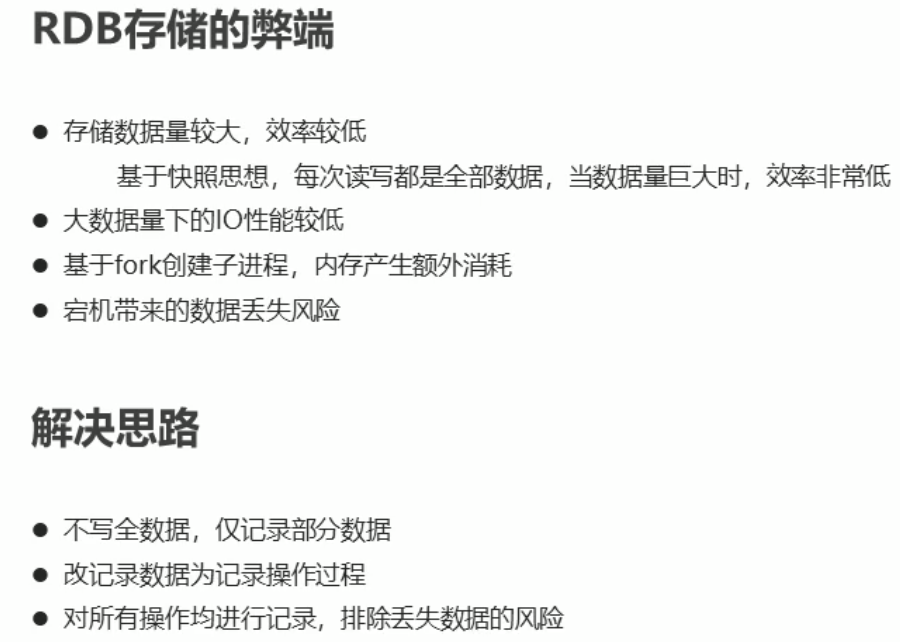 RDB存储的弊端
● 存储数据量较大，效率较低
基于快照思想，每次读写都是全部数据，当数据量巨大时，效率非常低
● 大数据量下的IO性能较低
● 基于fork创建子进程，内存产生额外消耗
● 宕机带来的数据丢失风险
解决思路
● 不写全数据，仅记录部分数据
● 改记录数据为记录操作过程
● 对所有操作均进行记录，排除丢失数据的风险